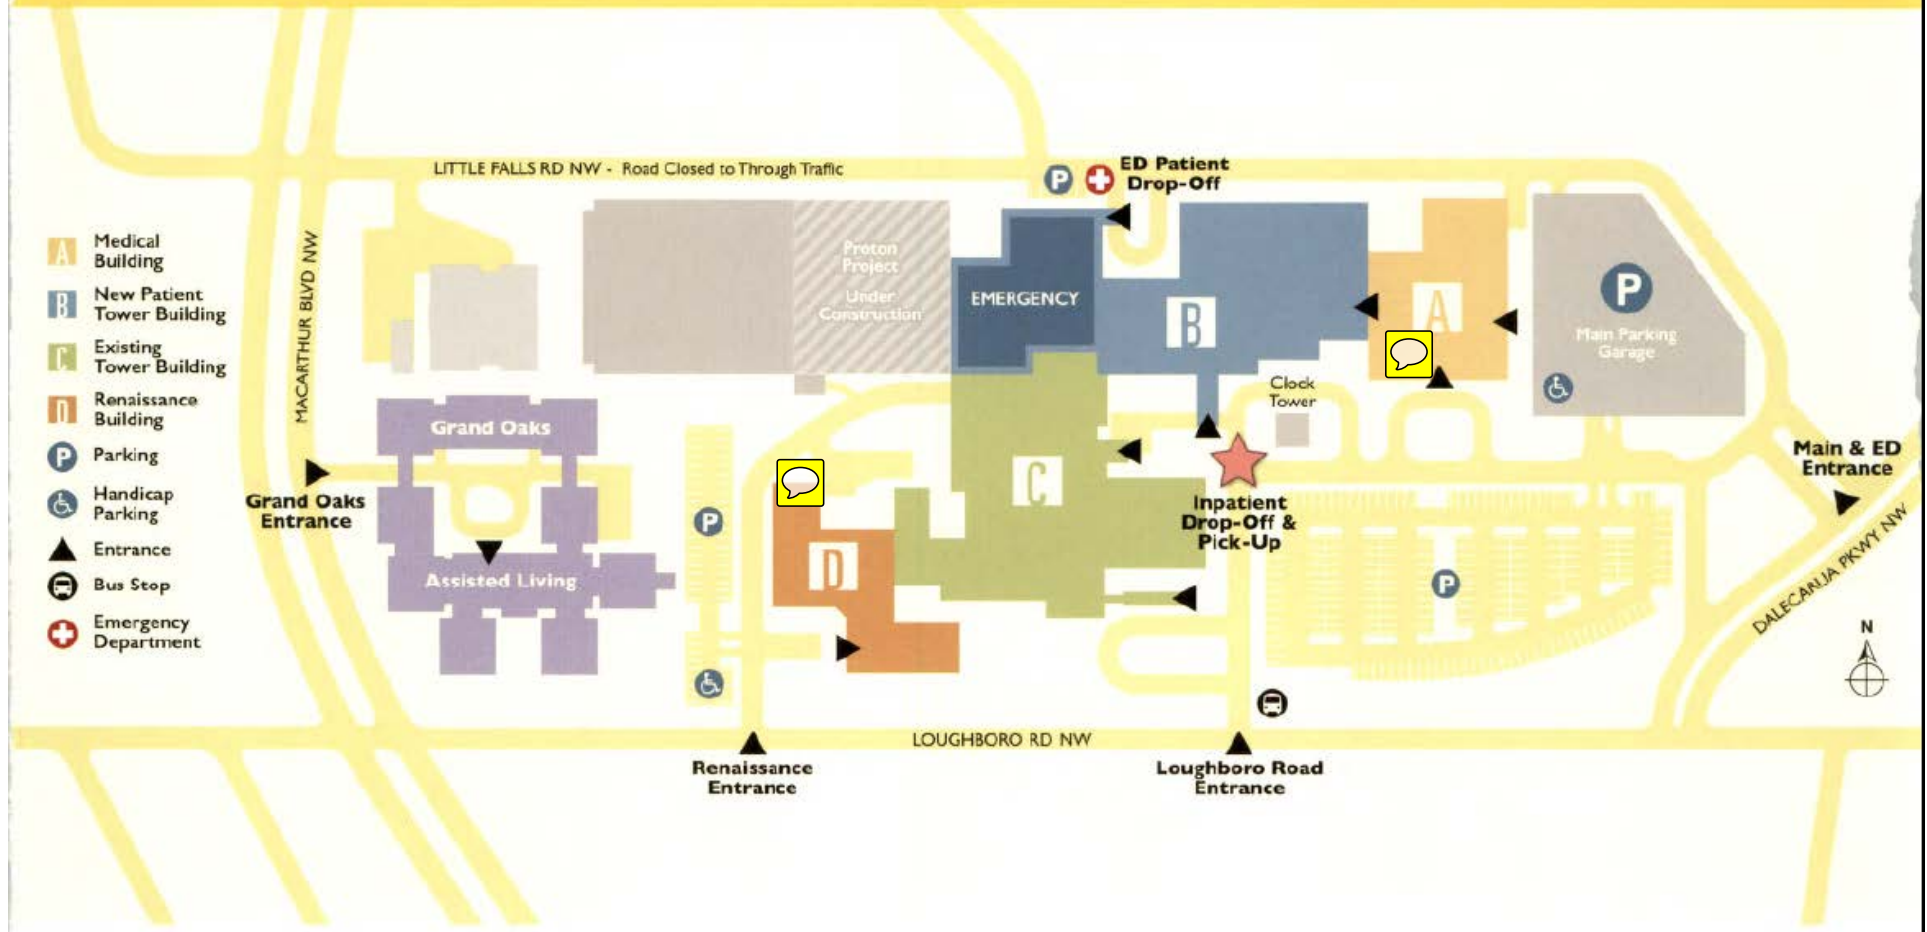 LITTLE FALLS RD NW - Road Closed to Through Traffic
P
ED Patient
Drop-Off
A
Medical
Building
B
New Patient
Tower Building
C
Existing
Tower Building
D
Renaissance
Building
P
Parking
Handicap
Parking
Entrance
Bus Stop
Emergency
Department
MACARTHUR BLVD NW
Proton
Project
Under
Construction
EMERGENCY
B
A
P
Main Parking
Garage
Clock
Tower
Grand Oaks
Grand Oaks
Entrance
Assisted Living
P
C
D
Inpatient
Drop-Off &
Pick-Up
P
Main & ED
Entrance
DALECARLIA PKWY NW
N
LOUGHBORO RD NW
Renaissance
Entrance
Loughboro Road
Entrance